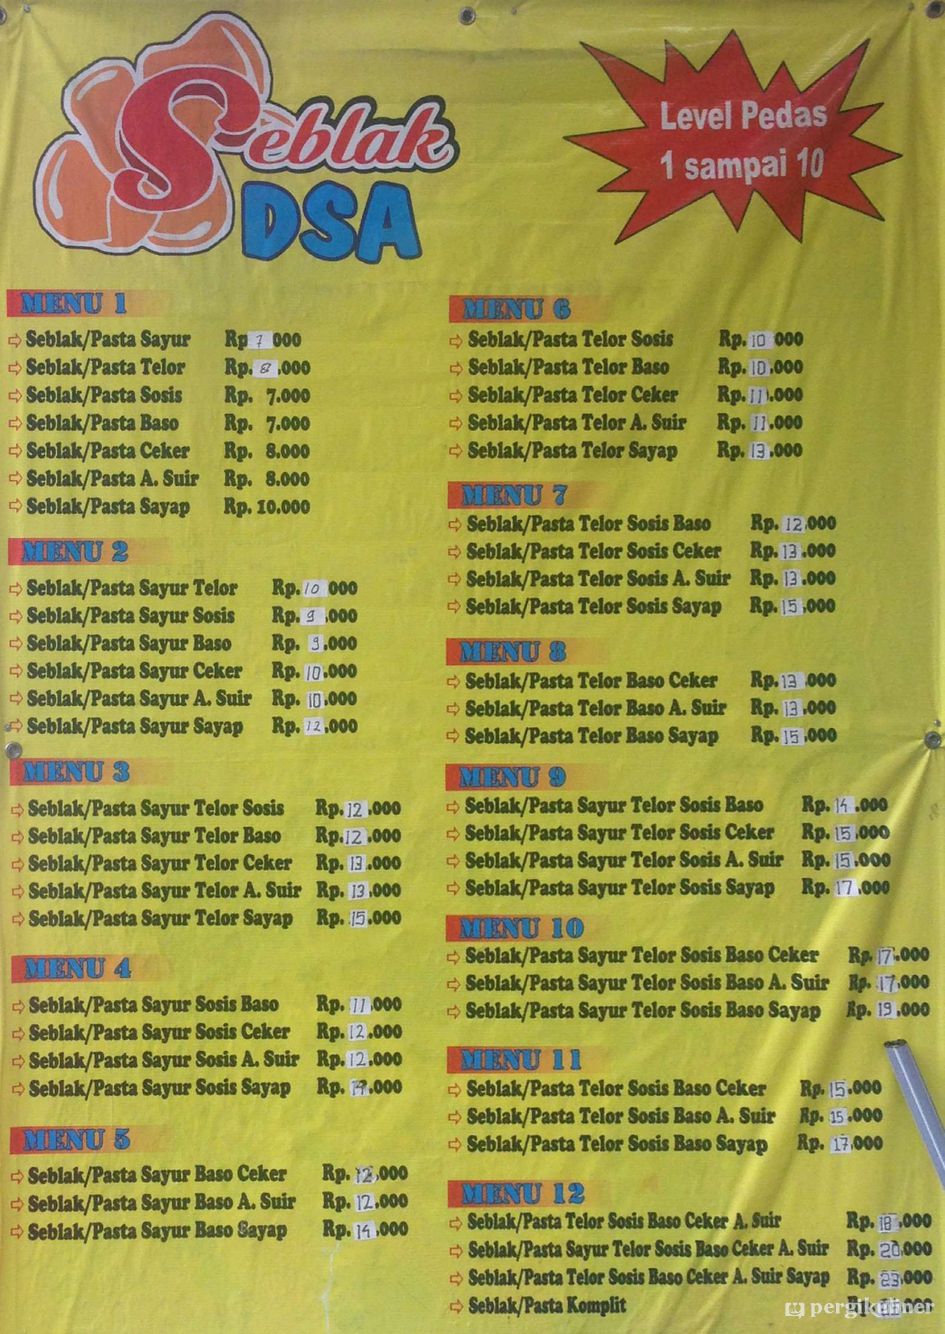 Seblak
DSA
Level Pedas
1 sampai 10
MENU 1
Seblak/Pasta Sayur Rp 7 000
Seblak/Pasta Telor Rp. 8 .000
Seblak/Pasta Sosis Rp. 7.000
Seblak/Pasta Baso Rp. 7.000
Seblak/Pasta Ceker Rp. 8.000
Seblak/Pasta A. Suir Rp. 8.000
Seblak/Pasta Sayap Rp. 10.000
MENU 2
Seblak/Pasta Sayur Telor Rp. 10 000
Seblak/Pasta Sayur Sosis Rp. 9 .000
Seblak/Pasta Sayur Baso Rp. 9.000
Seblak/Pasta Sayur Ceker Rp. 10.000
Seblak/Pasta Sayur A. Suir Rp. 10.000
Seblak/Pasta Sayur Sayap Rp. 12.000
MENU 3
Seblak/Pasta Sayur Telor Sosis Rp. 12.000
Seblak/Pasta Sayur Telor Baso Rp. 12.000
Seblak/Pasta Sayur Telor Ceker Rp. 13.000
Seblak/Pasta Sayur Telor A. Suir Rp. 13.000
Seblak/Pasta Sayur Telor Sayap Rp. 15.000
MENU 4
Seblak/Pasta Sayur Sosis Baso Rp. 11.000
Seblak/Pasta Sayur Sosis Ceker Rp. 12.000
Seblak/Pasta Sayur Sosis A. Suir Rp. 12.000
Seblak/Pasta Sayur Sosis Sayap Rp. 14.000
MENU 5
Seblak/Pasta Sayur Baso Ceker Rp. 12.000
Seblak/Pasta Sayur Baso A. Suir Rp. 12.000
Seblak/Pasta Sayur Baso Sayap Rp. 14.000
MENU 6
Seblak/Pasta Telor Sosis Rp. 10 000
Seblak/Pasta Telor Baso Rp. 10.000
Seblak/Pasta Telor Ceker Rp. 11.000
Seblak/Pasta Telor A. Suir Rp. 11.000
Seblak/Pasta Telor Sayap Rp. 13.000
MENU 7
Seblak/Pasta Telor Sosis Baso Rp. 12.000
Seblak/Pasta Telor Sosis Ceker Rp. 13.000
Seblak/Pasta Telor Sosis A. Suir Rp. 13.000
Seblak/Pasta Telor Sosis Sayap Rp. 15.000
MENU 8
Seblak/Pasta Telor Baso Ceker Rp. 13.000
Seblak/Pasta Telor Baso A. Suir Rp. 13.000
Seblak/Pasta Telor Baso Sayap Rp. 15.000
MENU 9
Seblak/Pasta Sayur Telor Sosis Baso Rp. 14.000
Seblak/Pasta Sayur Telor Sosis Ceker Rp. 15.000
Seblak/Pasta Sayur Telor Sosis A. Suir Rp. 15.000
Seblak/Pasta Sayur Telor Sosis Sayap Rp. 17.000
MENU 10
Seblak/Pasta Sayur Telor Sosis Baso Ceker Rp. 17.000
Seblak/Pasta Sayur Telor Sosis Baso A. Suir Rp. 17.000
Seblak/Pasta Sayur Telor Sosis Baso Sayap Rp. 19.000
MENU 11
Seblak/Pasta Telor Sosis Baso Ceker Rp. 15.000
Seblak/Pasta Telor Sosis Baso A. Suir Rp. 15.000
Seblak/Pasta Telor Sosis Baso Sayap Rp. 17.000
MENU 12
Seblak/Pasta Telor Sosis Baso Ceker A. Suir Rp. 18.000
Seblak/Pasta Sayur Telor Sosis Baso Ceker A. Suir Rp. 20.000
Seblak/Pasta Telor Sosis Baso Ceker A. Suir Sayap Rp. 23.000
Seblak/Pasta Komplit
pergikuliner